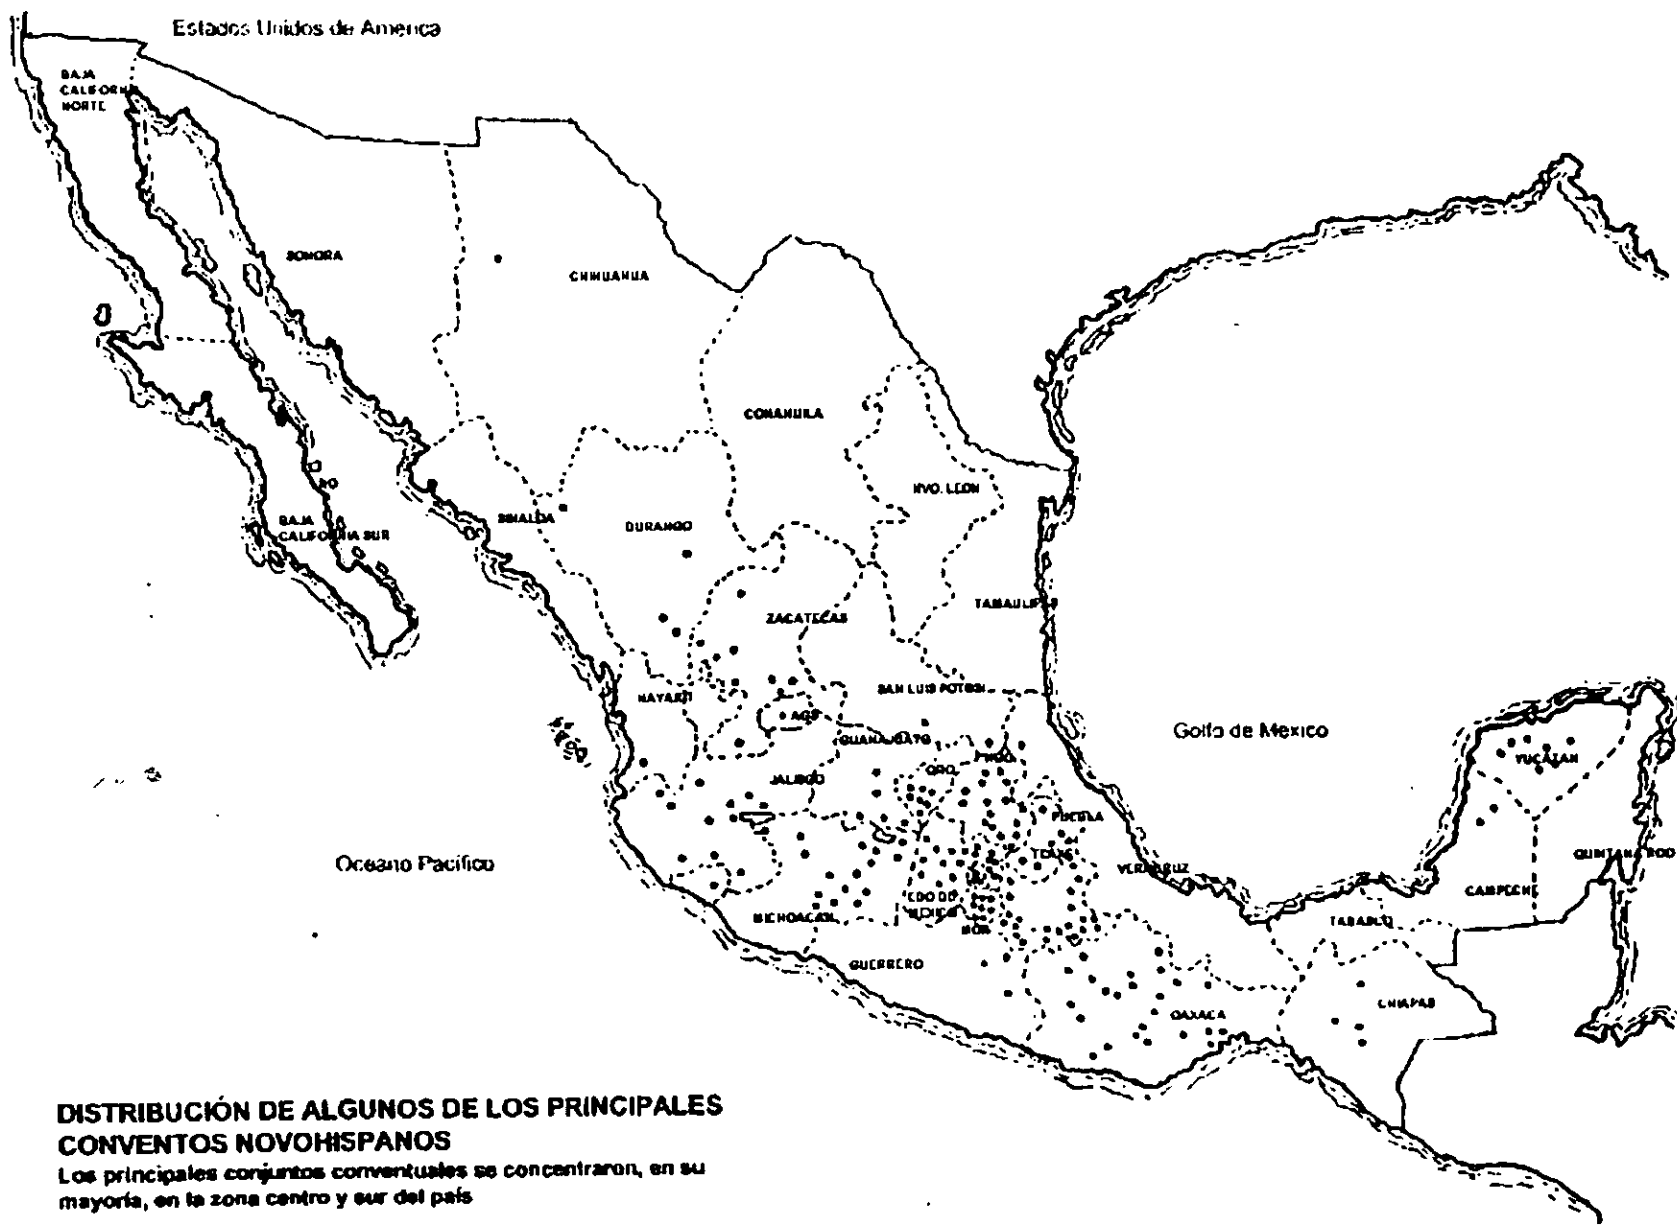 Estados Unidos de America
BAJA
CALIFORNIA
NORTE
SONORA
CHIHUAHUA
COHAHUILA
NVO. LEON
SINALOA
DURANGO
BAJA
CALIFORNIA SUR
TAMAULIPAS
ZACATECAS
NAYARIT
SAN LUIS POTOSI
AGS
GUANAJUATO
QRO.
HGO.
JALISCO
Golfo de Mexico
YUCATAN
PUEBLA
TLAX.
VERACRUZ
QUINTANA ROO
Oceano Pacifico
CAMPECHE
EDO DE
MEXICO
MICHOACAN
MOR
TABASCO
GUERRERO
CHIAPAS
OAXACA
DISTRIBUCIÓN DE ALGUNOS DE LOS PRINCIPALES
CONVENTOS NOVOHISPANOS
Los principales conjuntos conventuales se concentraron, en su
mayoría, en la zona centro y sur del país